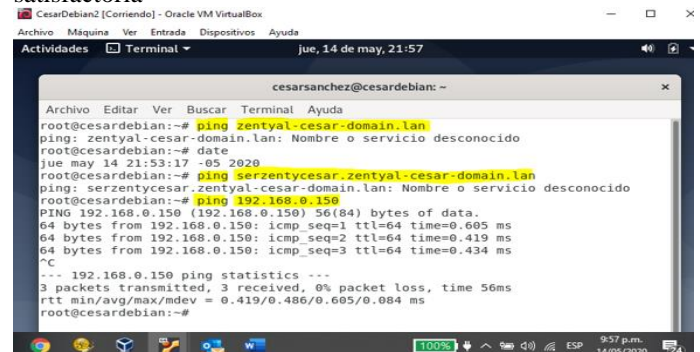 satisfactoria
CesarDebian2 [Corriendo] - Oracle VM VirtualBox
Archivo Máquina Ver Entrada Dispositivos Ayuda
Actividades Terminal jue, 14 de may, 21:57
cesarsanchez@cesardebian: ~
Archivo Editar Ver Buscar Terminal Ayuda
root@cesardebian:~# ping zentyal-cesar-domain.lan
ping: zentyal-cesar-domain.lan: Nombre o servicio desconocido
root@cesardebian:~# date
jue may 14 21:53:17 -05 2020
root@cesardebian:~# ping serzentycesar.zentyal-cesar-domain.lan
ping: serzentycesar.zentyal-cesar-domain.lan: Nombre o servicio desconocido
root@cesardebian:~# ping 192.168.0.150
PING 192.168.0.150 (192.168.0.150) 56(84) bytes of data.
64 bytes from 192.168.0.150: icmp_seq=1 ttl=64 time=0.605 ms
64 bytes from 192.168.0.150: icmp_seq=2 ttl=64 time=0.419 ms
64 bytes from 192.168.0.150: icmp_seq=3 ttl=64 time=0.434 ms
^C
--- 192.168.0.150 ping statistics ---
3 packets transmitted, 3 received, 0% packet loss, time 56ms
rtt min/avg/max/mdev = 0.419/0.486/0.605/0.084 ms
root@cesardebian:~#
100% ESP 9:57 p.m.
14/05/2020